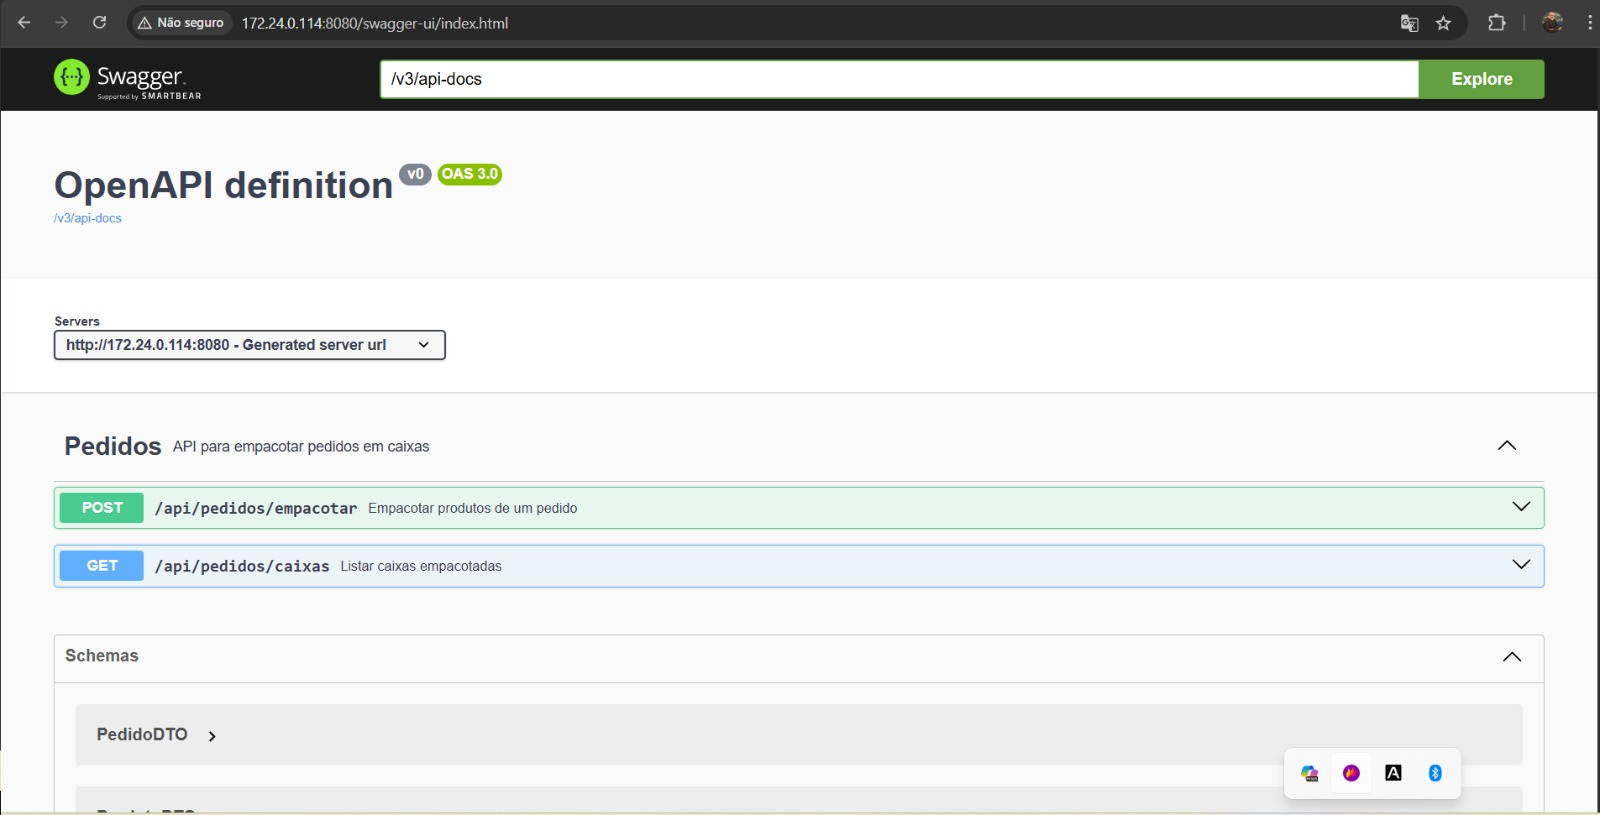 Não seguro 172.24.0.114:8080/swagger-ui/index.html
Swagger
Supported by SMARTBEAR
/v3/api-docs
Explore
OpenAPI definition v0 OAS 3.0
/v3/api-docs
Servers
http://172.24.0.114:8080 - Generated server url
Pedidos API para empacotar pedidos em caixas
POST /api/pedidos/empacotar Empacotar produtos de um pedido
GET /api/pedidos/caixas Listar caixas empacotadas
Schemas
PedidoDTO